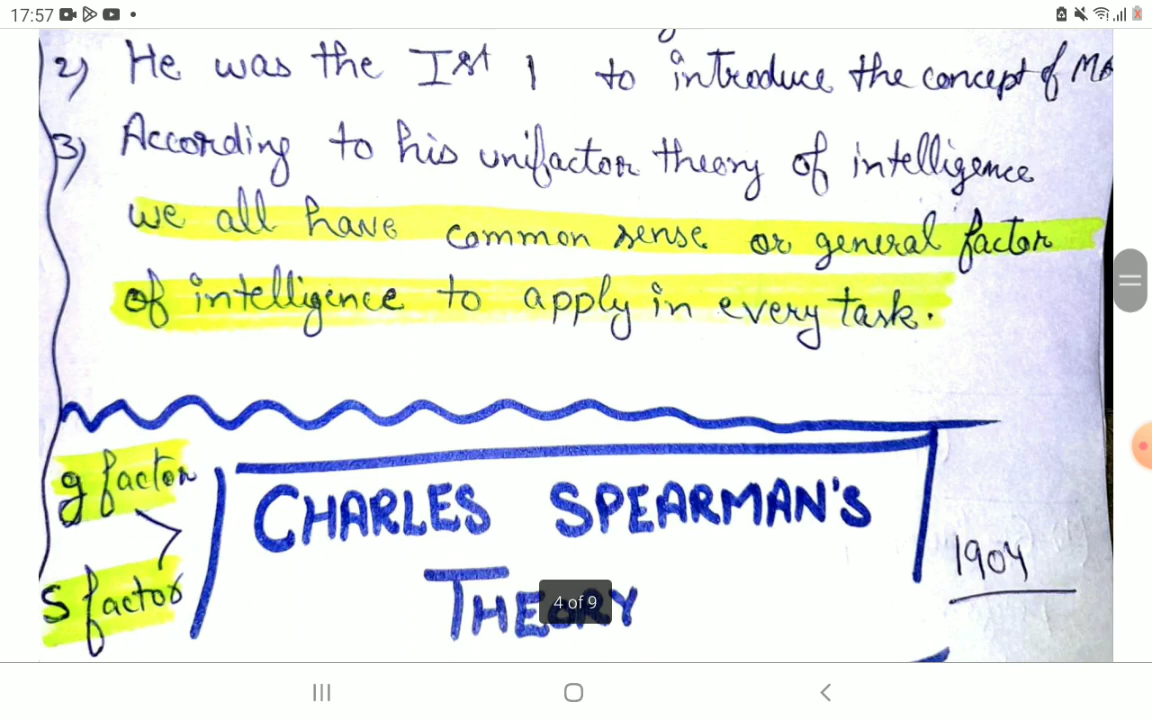 17:57
2) He was the Ist 1 to introduce the concept of MA
3) According to his unifactor theory of intelligence
we all have common sense or general factor
of intelligence to apply in every task.
g factor
s factor
CHARLES SPEARMAN'S
THEORY
1904
4 of 9